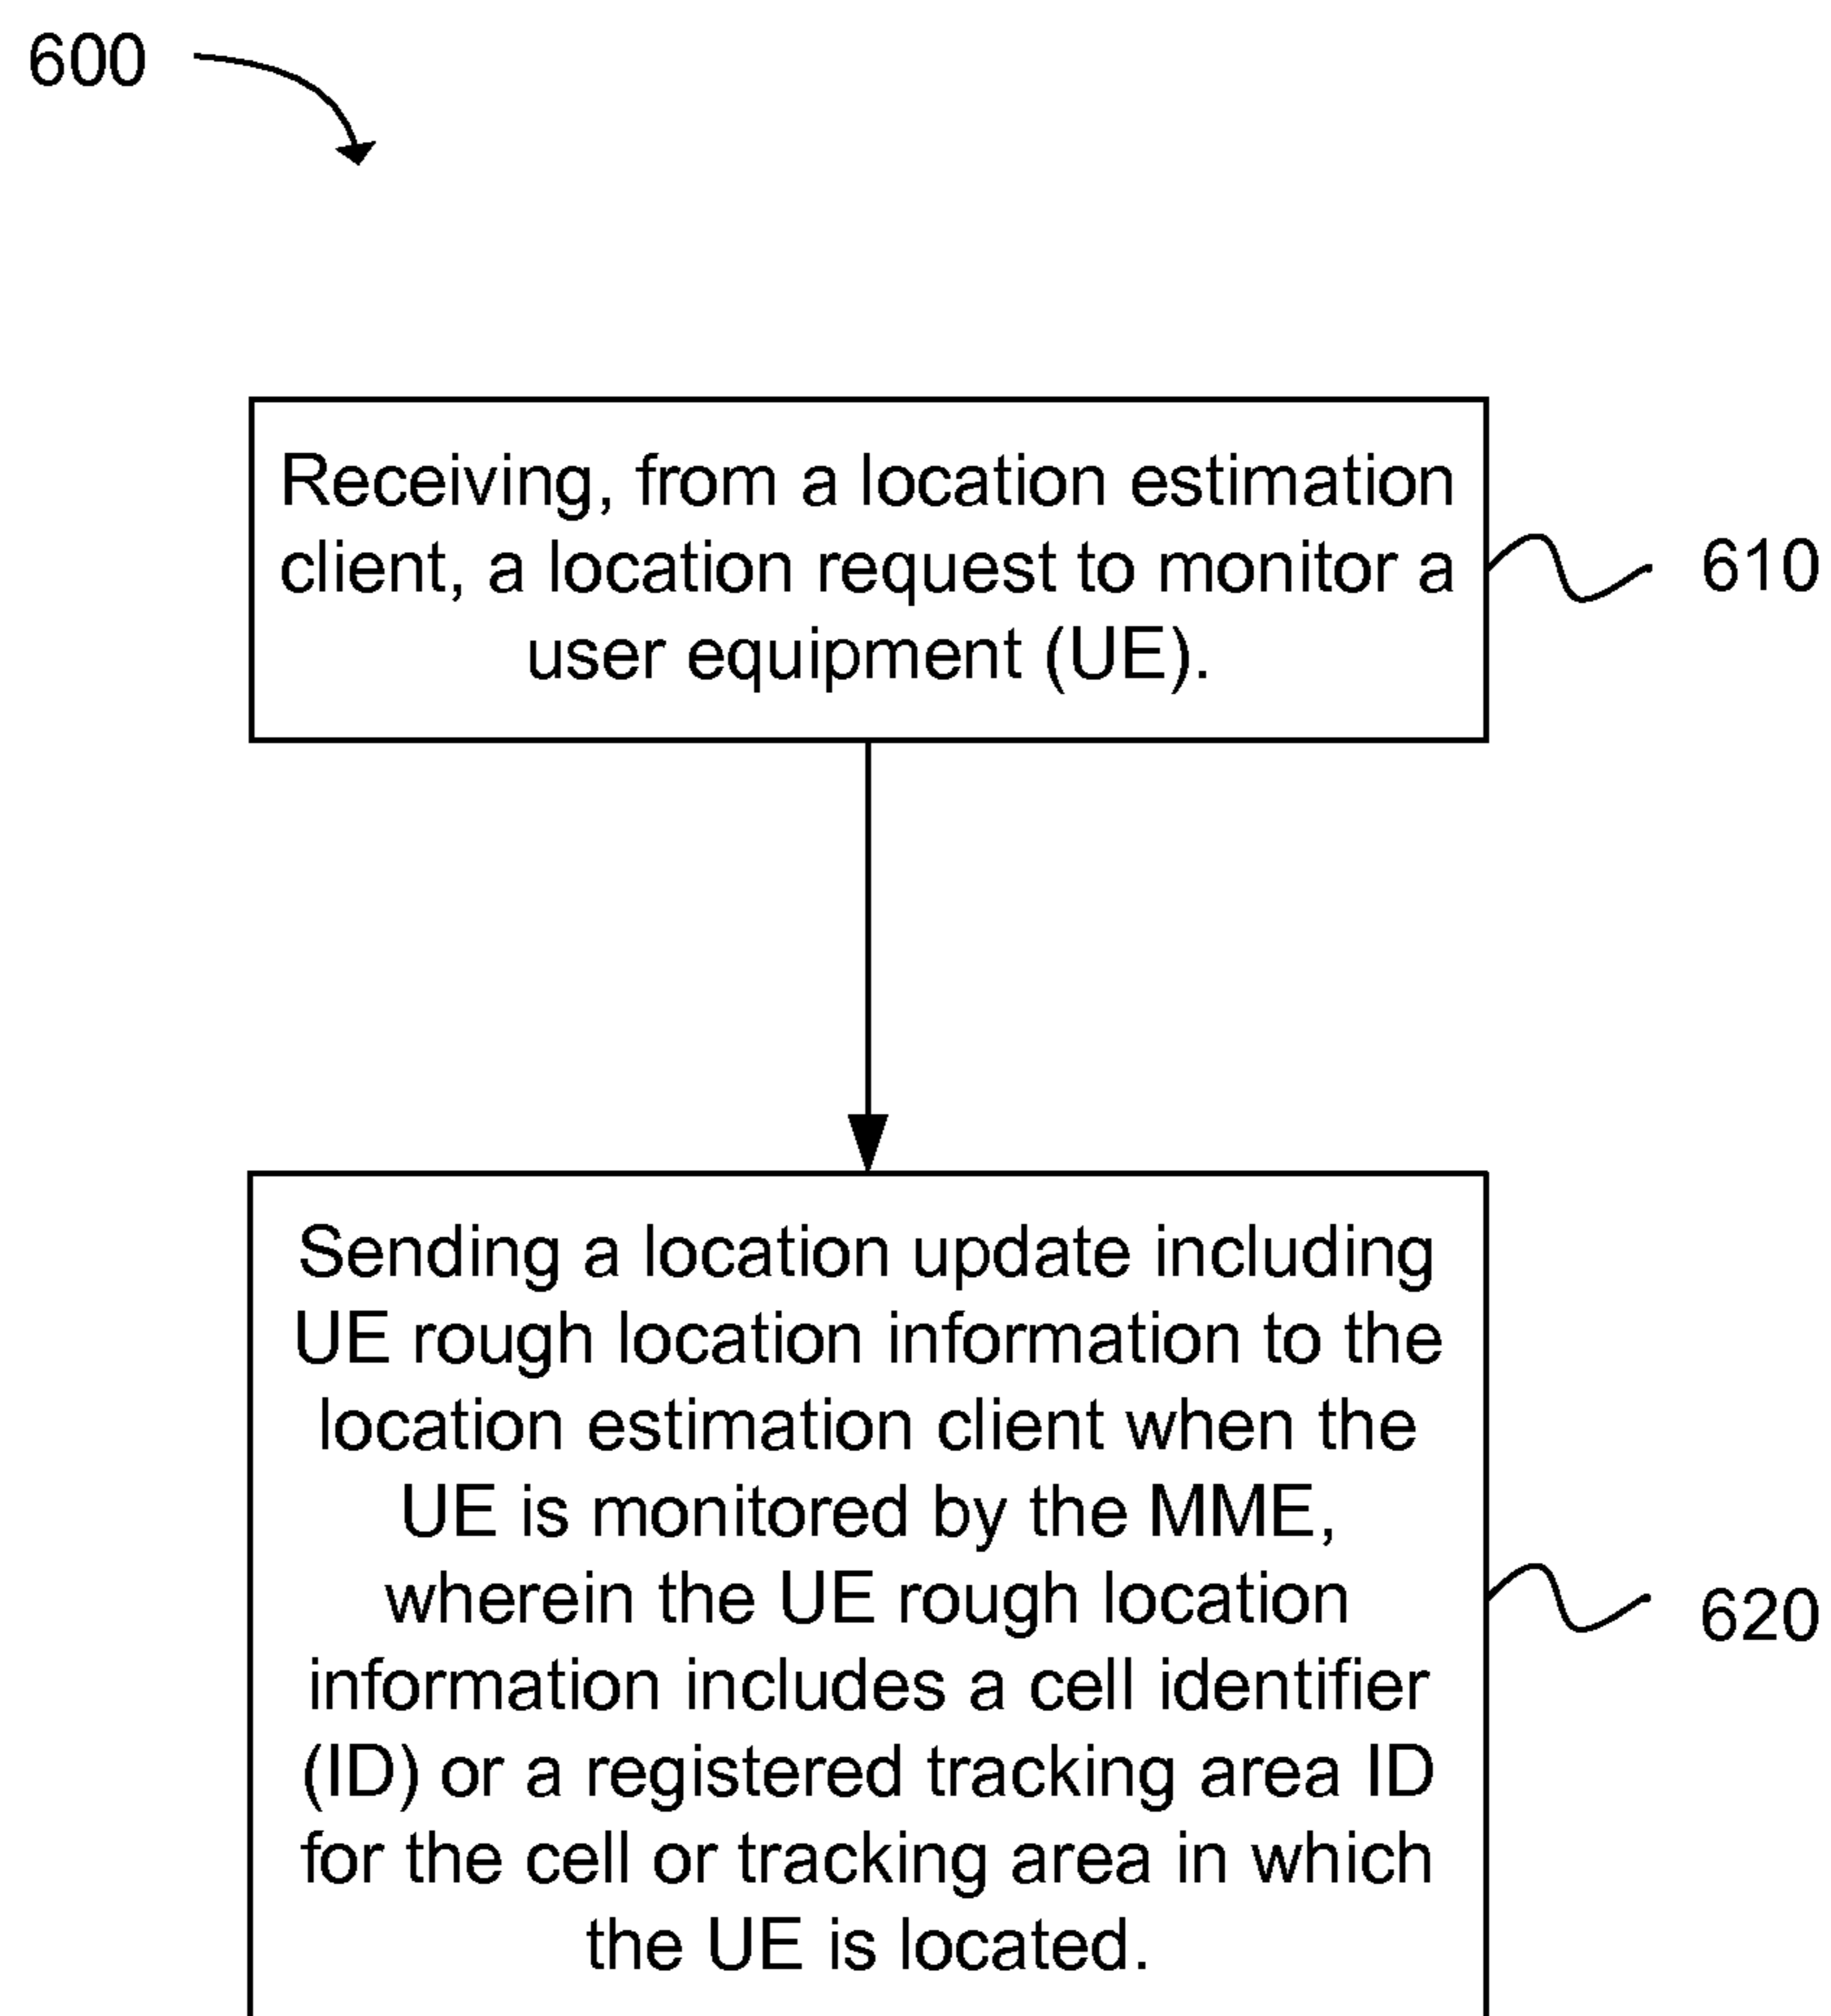 600
Receiving, from a location estimation
client, a location request to monitor a
user equipment (UE).
610
Sending a location update including
UE rough location information to the
location estimation client when the
UE is monitored by the MME,
wherein the UE rough location
information includes a cell identifier
(ID) or a registered tracking area ID
for the cell or tracking area in which
the UE is located.
620